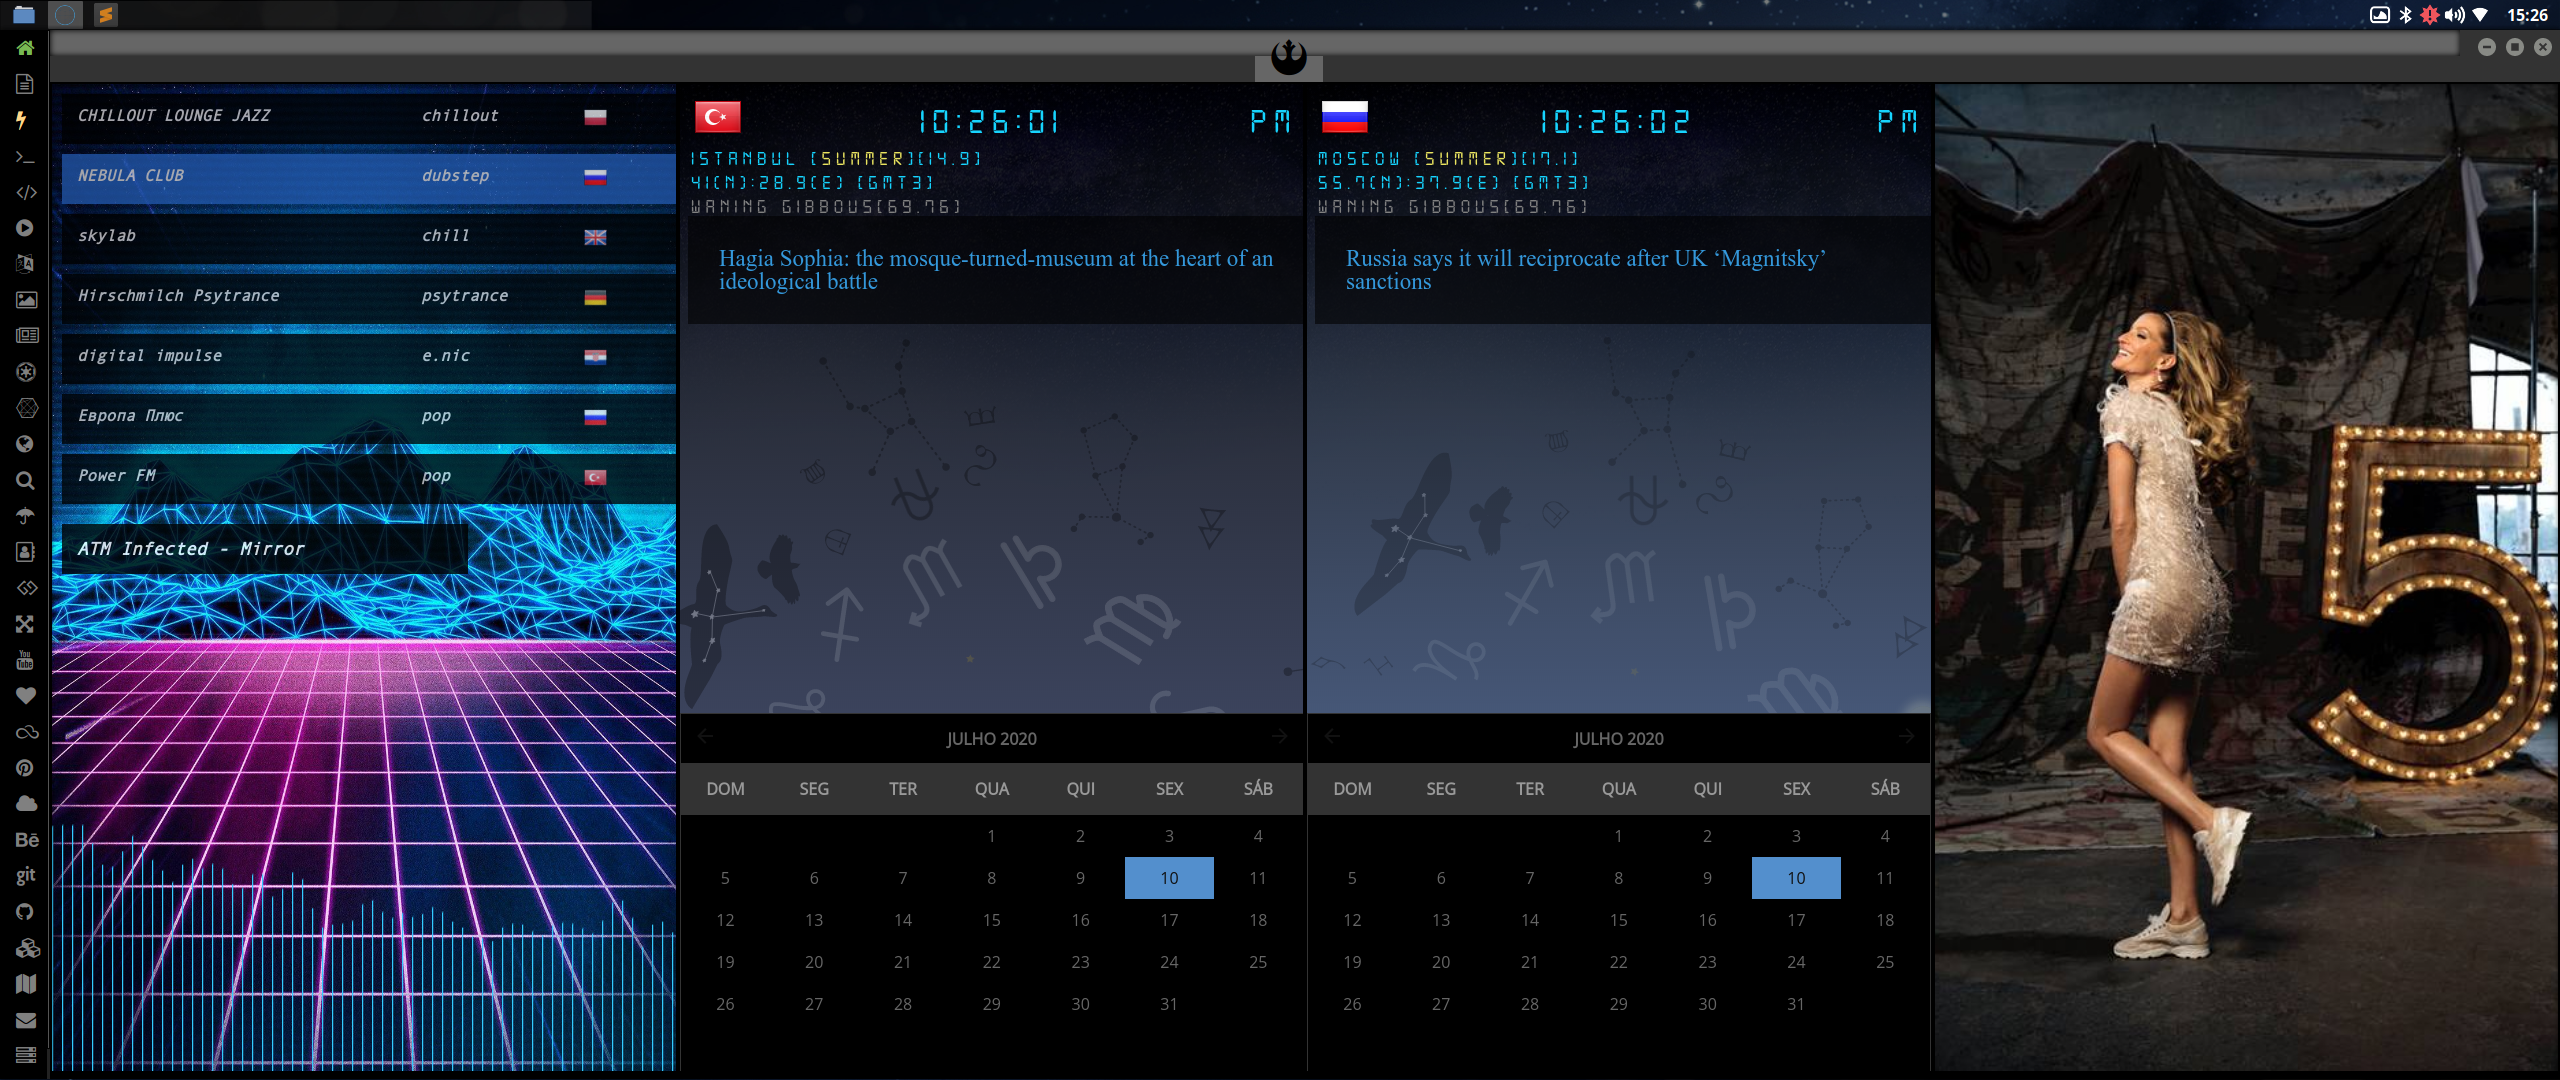 15:26
CHILLOUT LOUNGE JAZZ chillout
NEBULA CLUB dubstep
skylab chill
Hirschmilch Psytrance psytrance
digital impulse e.nic
Европа Плюс pop
Power FM pop
ATM Infected - Mirror
You
Tube
Bē
git
10:26:01 PM
ISTANBUL [SUMMER][14.9]
41(N):28.9(E) [GMT3]
WANING GIBBOUS[69.76]
Hagia Sophia: the mosque-turned-museum at the heart of an
ideological battle
JULHO 2020
DOM SEG TER QUA QUI SEX SÁB
1 2 3 4
5 6 7 8 9 10 11
12 13 14 15 16 17 18
19 20 21 22 23 24 25
26 27 28 29 30 31
10:26:02 PM
MOSCOW [SUMMER][17.1]
55.7(N):37.9(E) [GMT3]
WANING GIBBOUS[69.76]
Russia says it will reciprocate after UK ‘Magnitsky’
sanctions
JULHO 2020
DOM SEG TER QUA QUI SEX SÁB
1 2 3 4
5 6 7 8 9 10 11
12 13 14 15 16 17 18
19 20 21 22 23 24 25
26 27 28 29 30 31
5